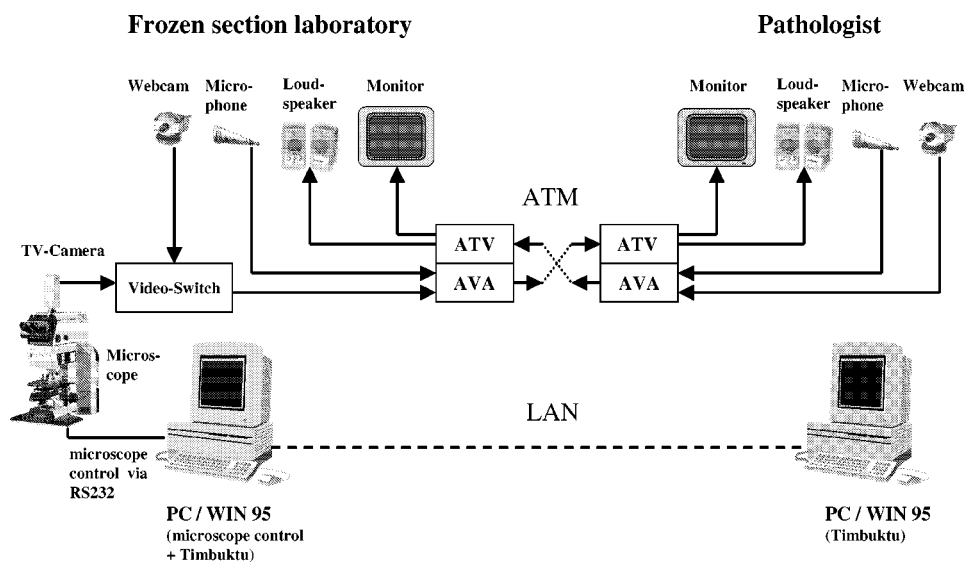 Frozen section laboratory
Pathologist
Webcam
Micro-
phone
Loud-
speaker
Monitor
Monitor
Loud-
speaker
Micro-
phone
Webcam
ATM
TV-Camera
Video-Switch
ATV
AVA
ATV
AVA
Micros-
cope
LAN
microscope
control via
RS232
PC / WIN 95
(microscope control
+ Timbuktu)
PC / WIN 95
(Timbuktu)